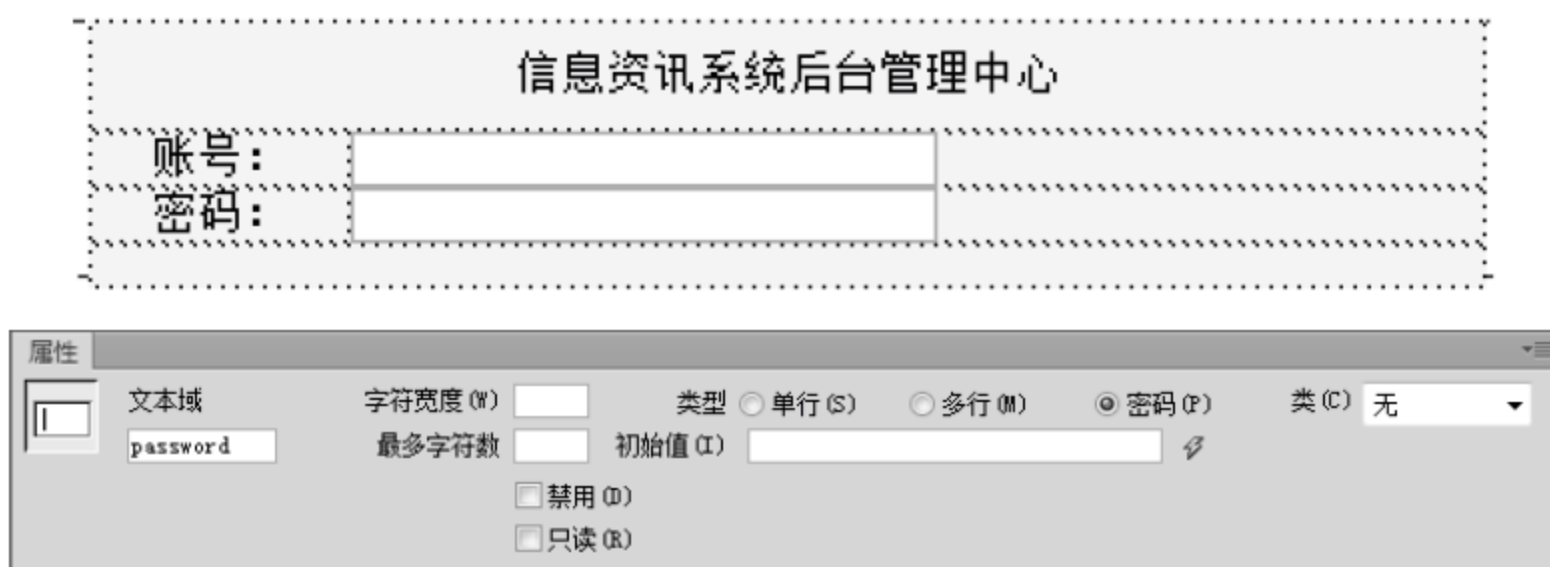 信息资讯系统后台管理中心
账号：
密码：
属性
文本域 字符宽度(W) 类型 单行(S) 多行(M) 密码(P) 类(C) 无
password 最多字符数 初始值(I)
禁用(D)
只读(R)